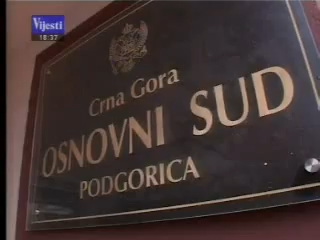 Vijesti
18:37
Crna Gora
OSNOVNI SUD
PODGORICA